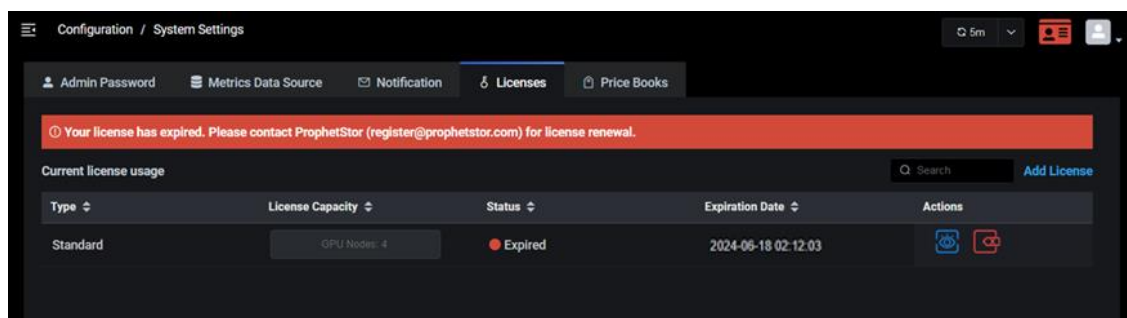 Configuration / System Settings
5m
Admin Password Metrics Data Source Notification Licenses Price Books
Your license has expired. Please contact ProphetStor (register@prophetstor.com) for license renewal.
Current license usage Search Add License
Type License Capacity Status Expiration Date Actions
Standard GPU Nodes: 4 Expired 2024-06-18 02:12:03